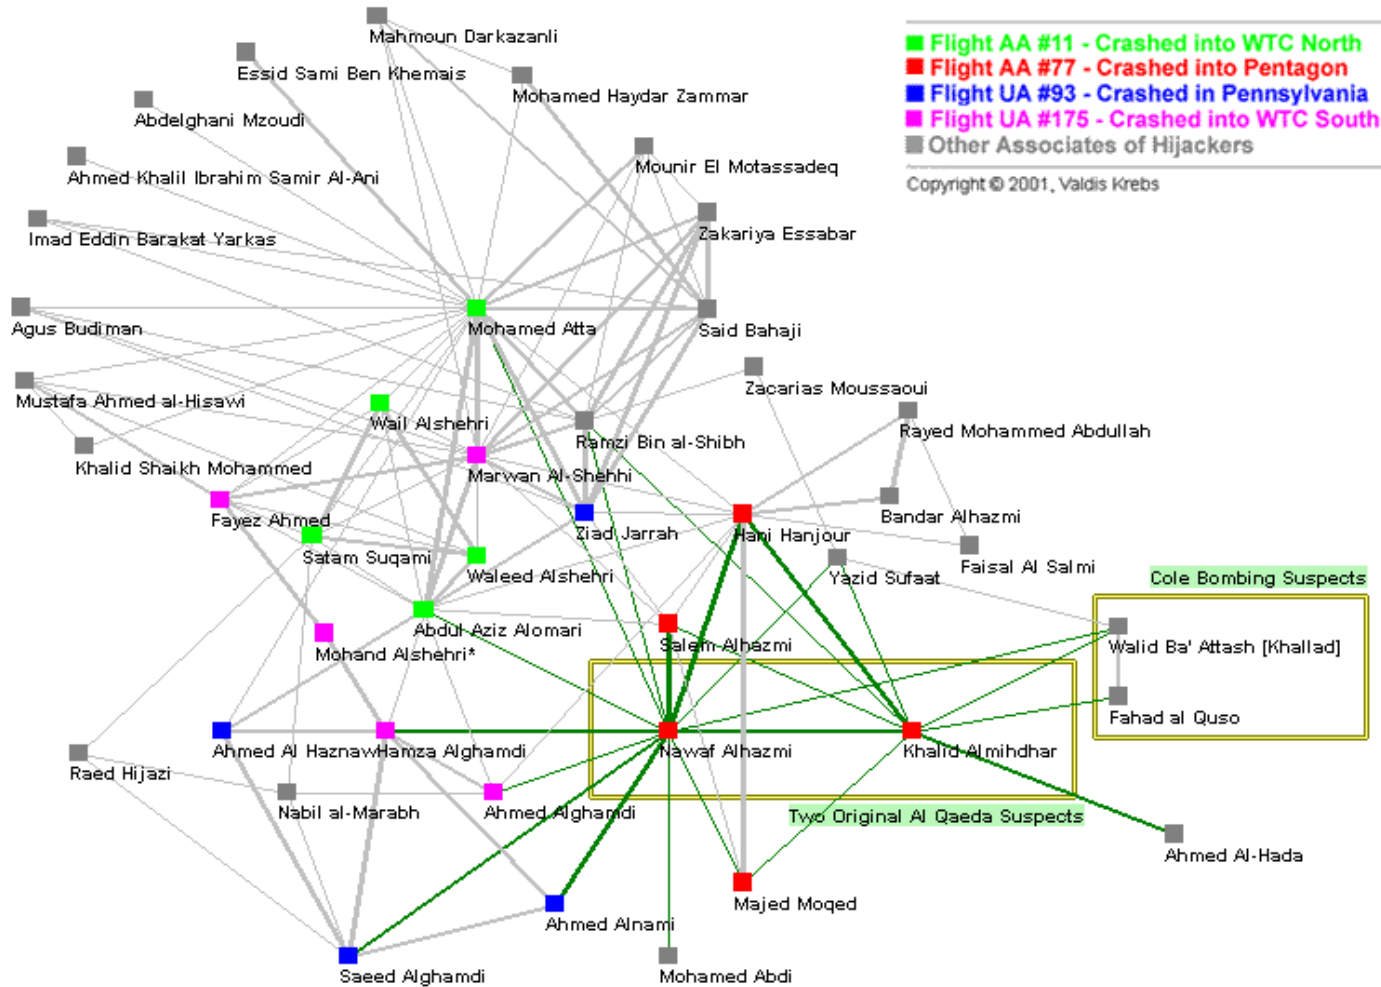 Mahmoun Darkazanli
Flight AA #11 - Crashed into WTC North
Essid Sami Ben Khemais
Flight AA #77 - Crashed into Pentagon
Mohamed Haydar Zammar
Flight UA #93 - Crashed in Pennsylvania
Abdelghani Mzoudi
Flight UA #175 - Crashed into WTC South
Other Associates of Hijackers
Ahmed Khalil Ibrahim Samir Al-Ani
Mounir El Motassadeq
Copyright © 2001, Valdis Krebs
Imad Eddin Barakat Yarkas
Zakariya Essabar
Agus Budiman
Mohamed Atta
Said Bahaji
Zacarias Moussaoui
Mustafa Ahmed al-Hisawi
Wail Alshehri
Ramzi Bin al-Shibh
Rayed Mohammed Abdullah
Khalid Shaikh Mohammed
Marwan Al-Shehhi
Fayez Ahmed
Ziad Jarrah
Hani Hanjour
Bandar Alhazmi
Satam Suqami
Waleed Alshehri
Yazid Sufaat
Faisal Al Salmi
Cole Bombing Suspects
Abdul Aziz Alomari
Mohand Alshehri*
Salem Alhazmi
Walid Ba' Attash [Khallad]
Fahad al Quso
Ahmed Al HaznawHamza Alghamdi
Nawaf Alhazmi
Khalid Almihdhar
Raed Hijazi
Nabil al-Marabh
Ahmed Alghamdi
Two Original Al Qaeda Suspects
Ahmed Al-Hada
Majed Moqed
Ahmed Alnami
Saeed Alghamdi
Mohamed Abdi